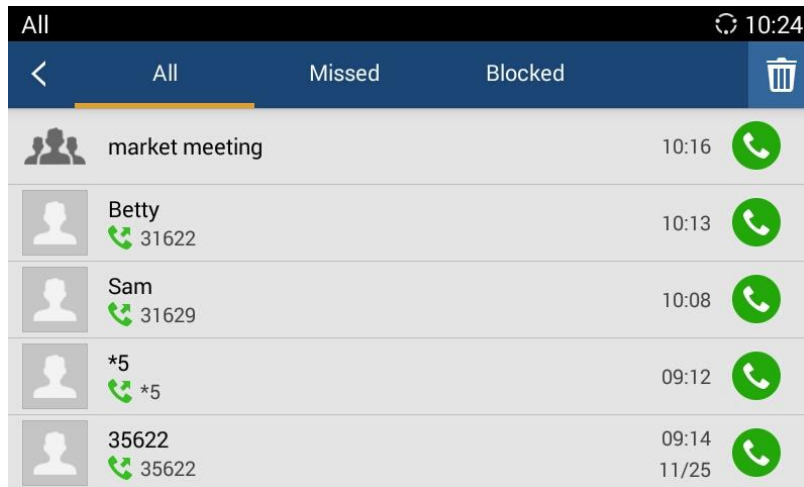 All 10:24
All Missed Blocked
market meeting 10:16
Betty
31622 10:13
Sam
31629 10:08
*5
*5 09:12
35622 09:14
35622 11/25